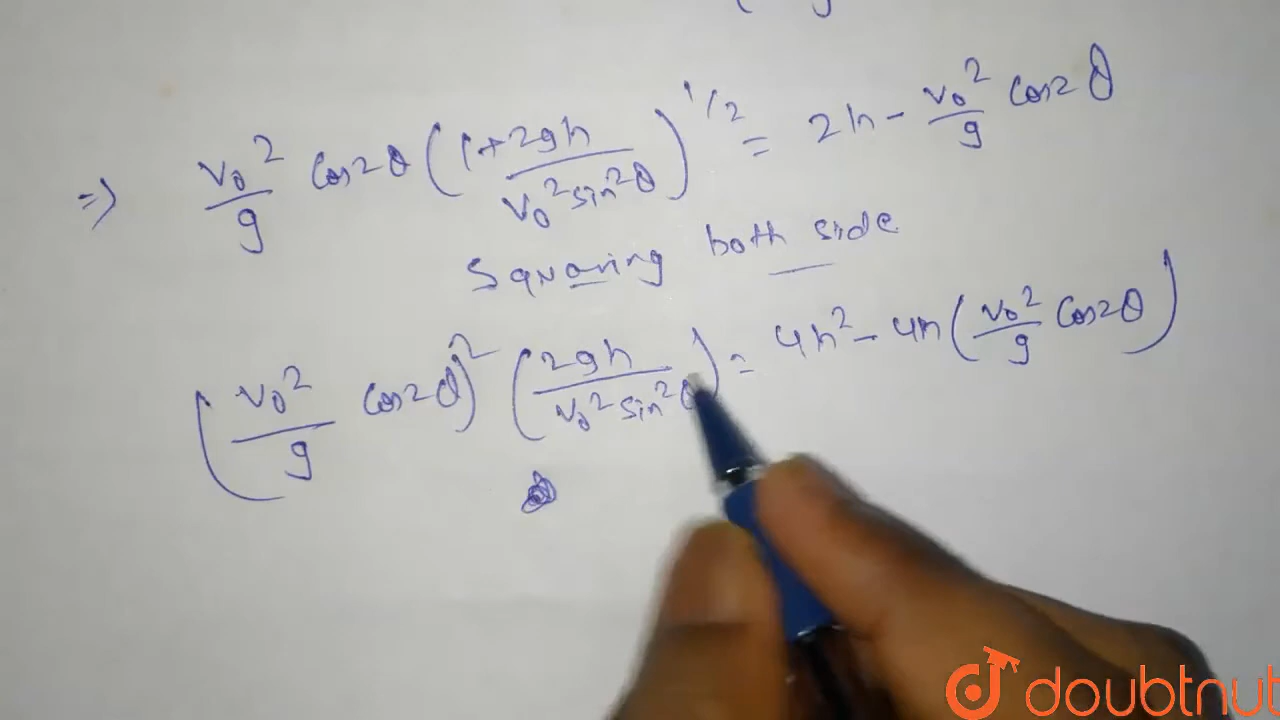 ⇒ v₀²/g cos2θ (1+2gh/v₀²sin²θ)^1/2 = 2h - v₀²/g cos2θ
Squaring both side
(v₀²/g cos2θ)² (2gh/v₀²sin²θ) = 4h² - 4h(v₀²/g cos2θ)
doubtnut